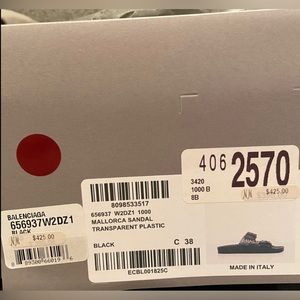 406 2570
3420
1000 B
8B
$425.00
8098533517
656937 W2DZ1 1000
MALLORCA SANDAL
TRANSPARENT PLASTIC
BLACK C 38
ECBL001825C
MADE IN ITALY
BALENCIAGA
656937W2DZ1
BLACK
$425.00